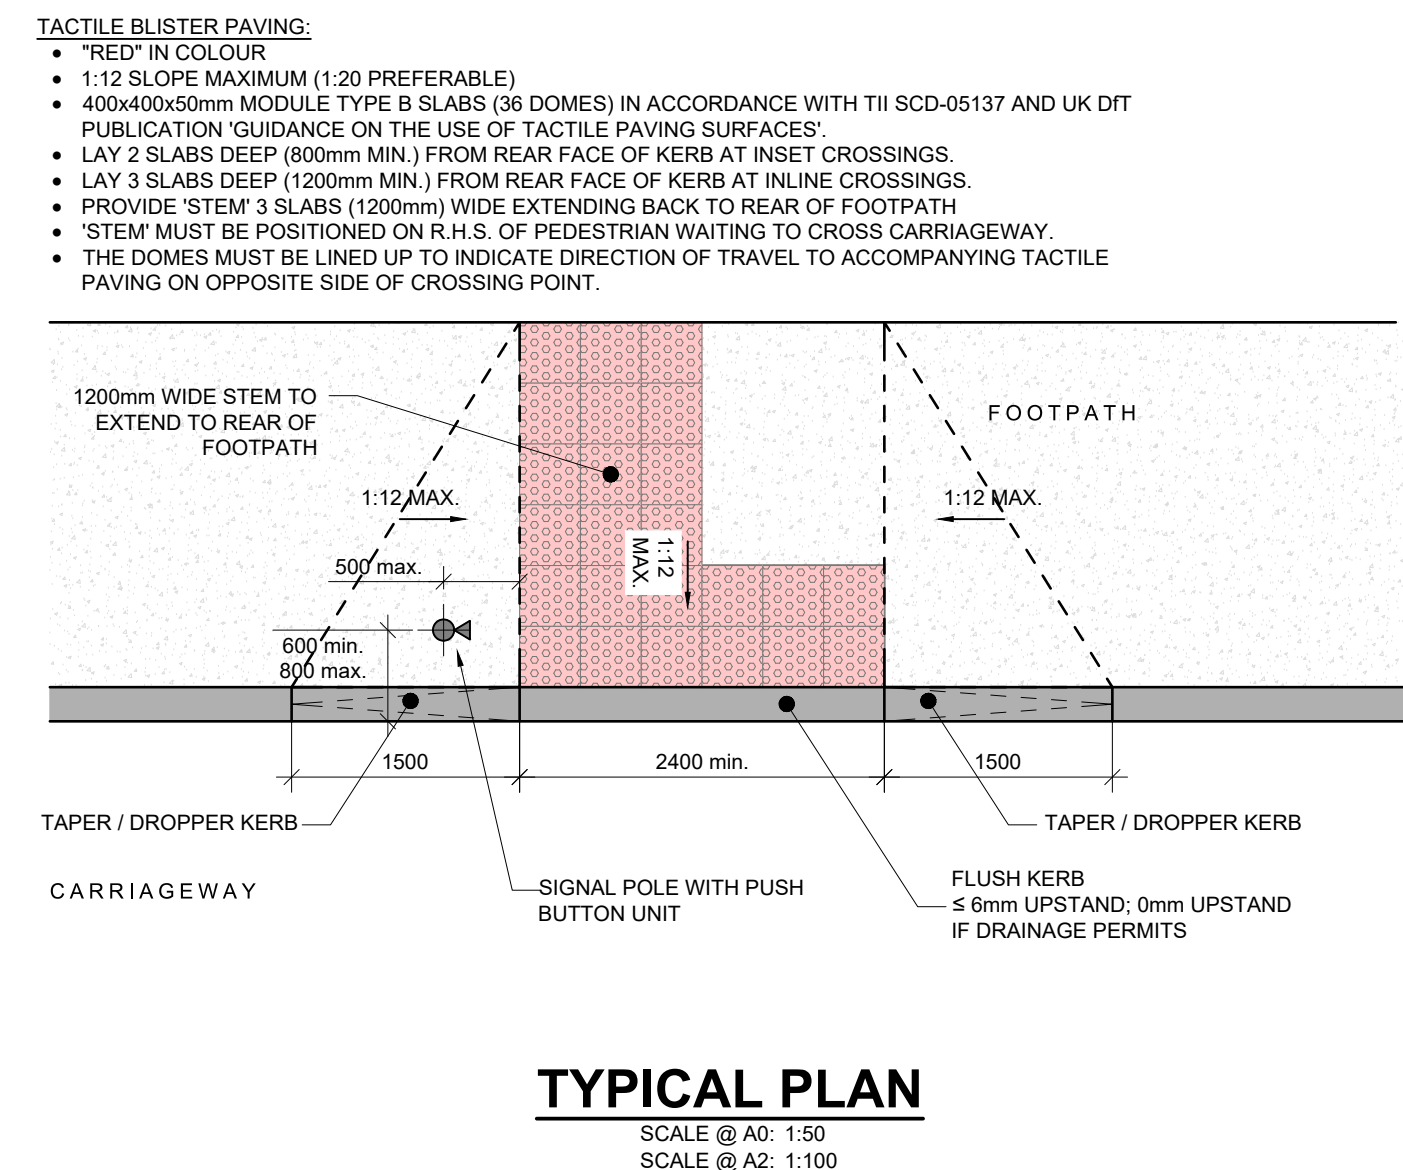 TACTILE BLISTER PAVING:
• "RED" IN COLOUR
• 1:12 SLOPE MAXIMUM (1:20 PREFERABLE)
• 400x400x50mm MODULE TYPE B SLABS (36 DOMES) IN ACCORDANCE WITH TII SCD-05137 AND UK DfT
PUBLICATION 'GUIDANCE ON THE USE OF TACTILE PAVING SURFACES'.
• LAY 2 SLABS DEEP (800mm MIN.) FROM REAR FACE OF KERB AT INSET CROSSINGS.
• LAY 3 SLABS DEEP (1200mm MIN.) FROM REAR FACE OF KERB AT INLINE CROSSINGS.
• PROVIDE 'STEM' 3 SLABS (1200mm) WIDE EXTENDING BACK TO REAR OF FOOTPATH
• 'STEM' MUST BE POSITIONED ON R.H.S. OF PEDESTRIAN WAITING TO CROSS CARRIAGEWAY.
• THE DOMES MUST BE LINED UP TO INDICATE DIRECTION OF TRAVEL TO ACCOMPANYING TACTILE
PAVING ON OPPOSITE SIDE OF CROSSING POINT.
1200mm WIDE STEM TO
EXTEND TO REAR OF
FOOTPATH
FOOTPATH
1:12 MAX.
1:12 MAX.
1:12
MAX.
500 max.
600 min.
800 max.
1500
2400 min.
1500
TAPER / DROPPER KERB
TAPER / DROPPER KERB
CARRIAGEWAY
SIGNAL POLE WITH PUSH
BUTTON UNIT
FLUSH KERB
≤ 6mm UPSTAND; 0mm UPSTAND
IF DRAINAGE PERMITS
TYPICAL PLAN
SCALE @ A0: 1:50
SCALE @ A2: 1:100